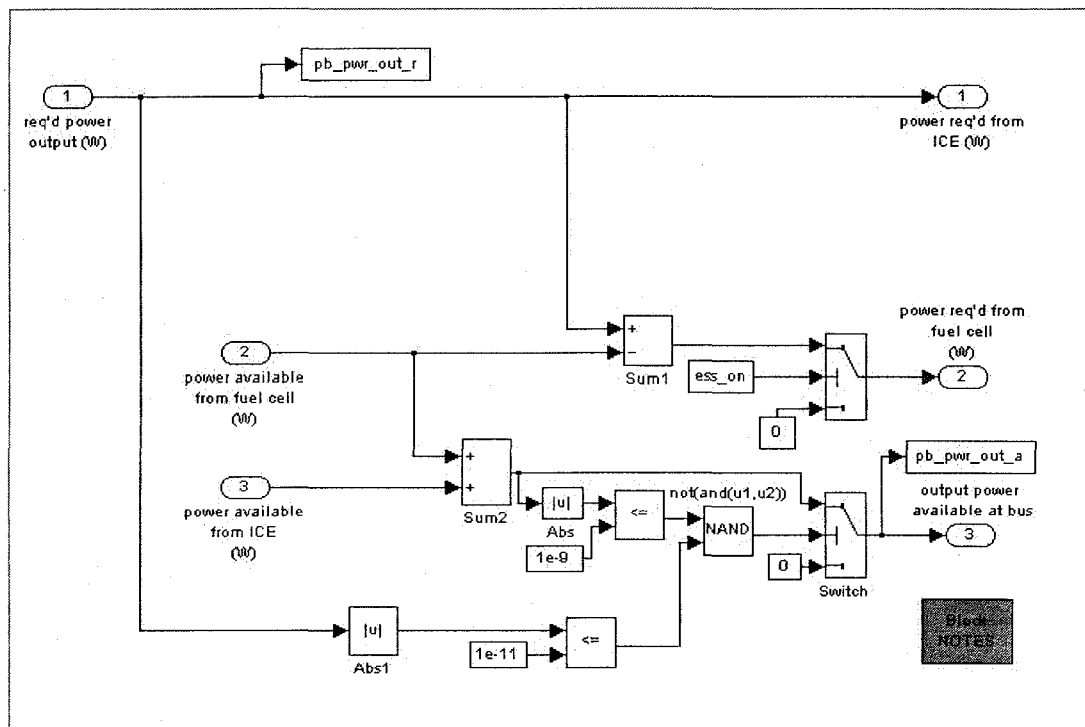 pb_pwr_out_r
1
req'd power
output (W)
1
power req'd from
ICE (W)
2
power available
from fuel cell
(W)
+
−
Sum1
ess_on
0
power req'd from
fuel cell
(W)
2
3
power available
from ICE
(W)
+
+
Sum2
|u|
Abs
1e-9
<=
not(and(u1,u2))
NAND
0
Switch
pb_pwr_out_a
output power
available at bus
3
|u|
Abs1
1e-11
<=
Block
NOTES